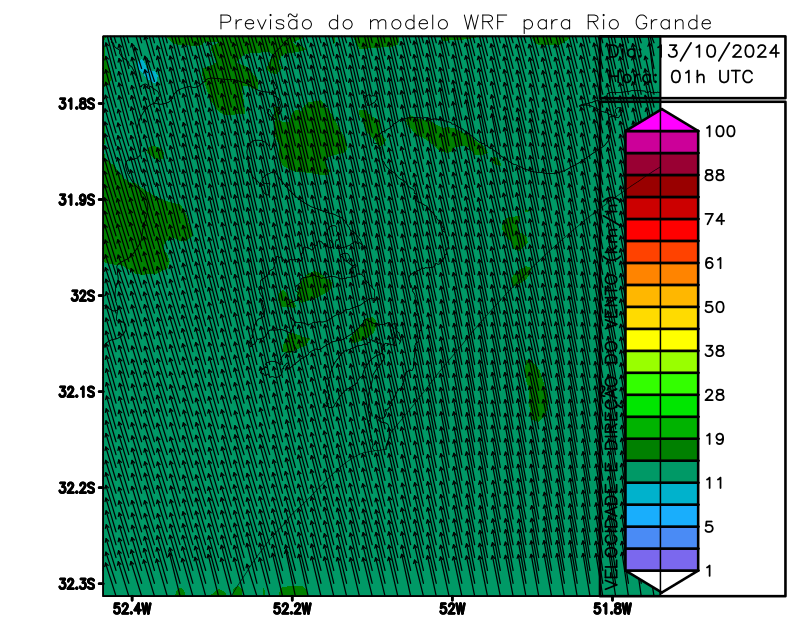 Previsão do modelo WRF para Rio Grande
Dia: 13/10/2024
Hora: 01h UTC
31.8S
31.9S
32S
32.1S
32.2S
32.3S
52.4W
52.2W
52W
51.8W
VELOCIDADE E DIREÇÃO DO VENTO (km/h)
100
88
74
61
50
38
28
19
11
5
1